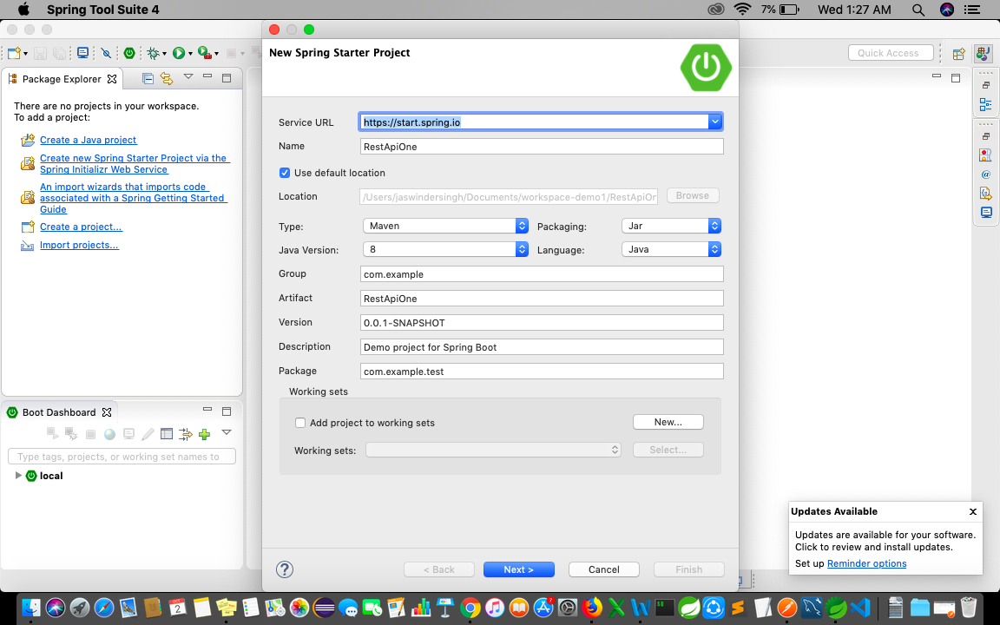 Spring Tool Suite 4
7%
Wed 1:27 AM
New Spring Starter Project
Quick Access
Package Explorer
There are no projects in your workspace.
To add a project:
Create a Java project
Create new Spring Starter Project via the
Spring Initializr Web Service
An import wizards that imports code
associated with a Spring Getting Started
Guide
Create a project...
Import projects...
Service URL
https://start.spring.io
Name
RestApiOne
Use default location
Location
/Users/jaswindersingh/Documents/workspace-demo1/RestApiOr
Browse
Type:
Maven
Packaging:
Jar
Java Version:
8
Language:
Java
Group
com.example
Artifact
RestApiOne
Version
0.0.1-SNAPSHOT
Description
Demo project for Spring Boot
Package
com.example.test
Working sets
Add project to working sets
New...
Working sets:
Select...
< Back
Next >
Cancel
Finish
Boot Dashboard
Type tags, projects, or working set names to
local
Updates Available
Updates are available for your software.
Click to review and install updates.
Set up Reminder options